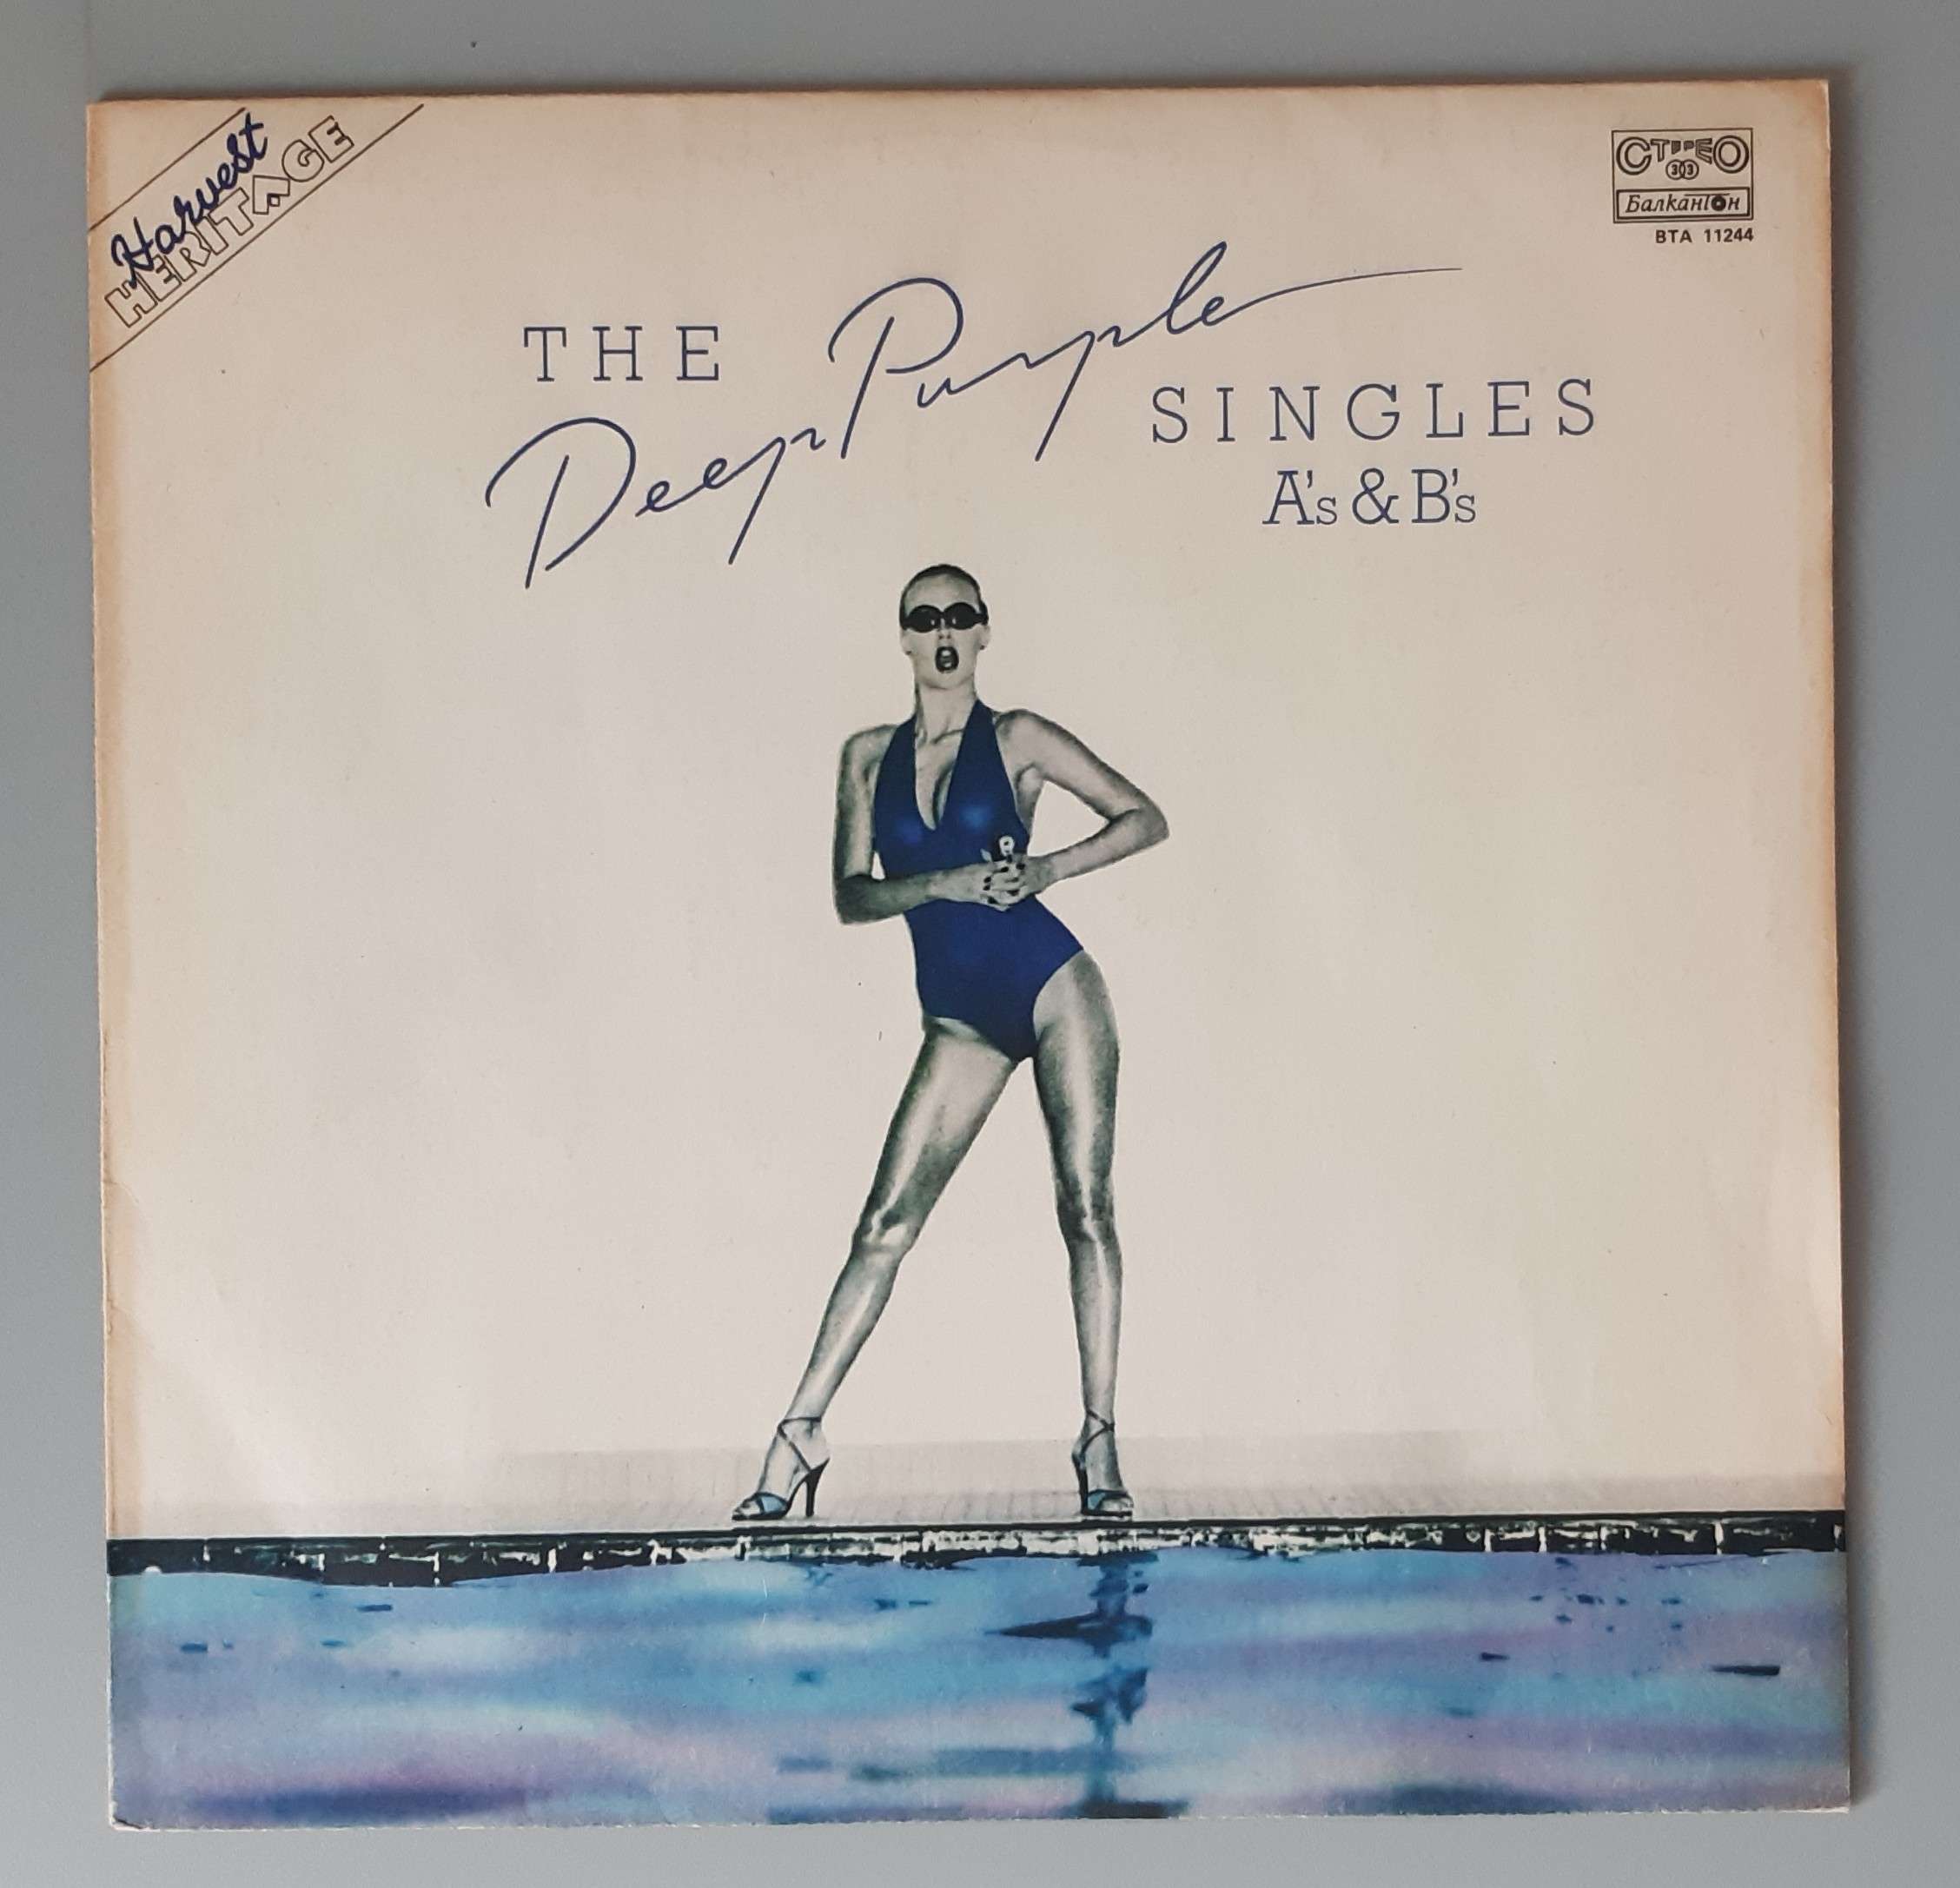 Harvest
HERITAGE
СТЕРЕО
33
Балкантон
ВТА 11244
THE
Deep Purple
SINGLES
A's & B's